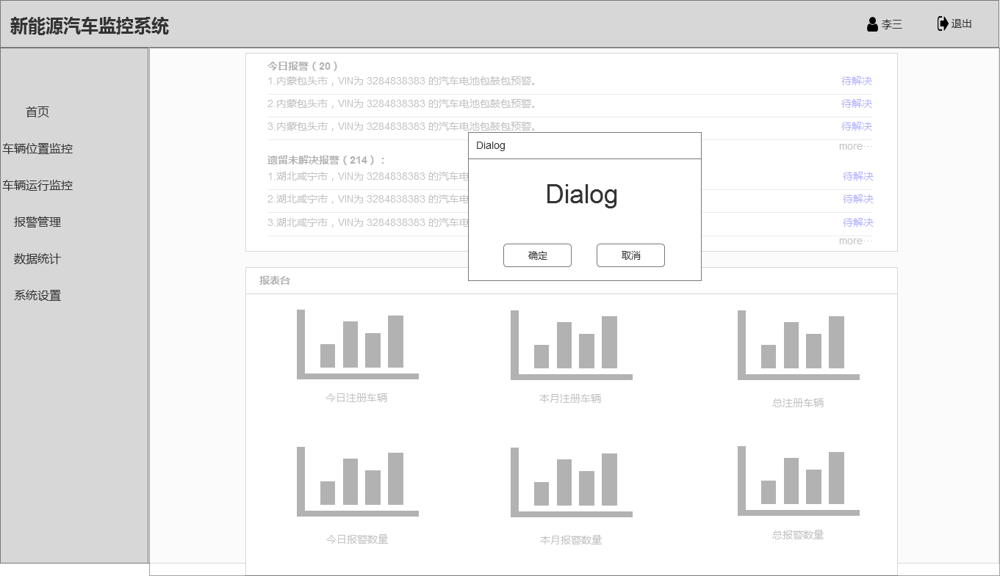 新能源汽车监控系统
李三
退出
首页
车辆位置监控
车辆运行监控
报警管理
数据统计
系统设置
今日报警（20）
1.内蒙包头市，VIN为 3284838383 的汽车电池包鼓包预警。 待解决
2.内蒙包头市，VIN为 3284838383 的汽车电池包鼓包预警。 待解决
3.内蒙包头市，VIN为 3284838383 的汽车电池包鼓包预警。 待解决
more…
遗留未解决报警（214）：
1.湖北咸宁市，VIN为 3284838383 的汽车电 待解决
2.湖北咸宁市，VIN为 3284838383 的汽车电 待解决
3.湖北咸宁市，VIN为 3284838383 的汽车电 待解决
more…
Dialog
Dialog
确定 取消
报表台
今日注册车辆 本月注册车辆 总注册车辆
今日报警数量 本月报警数量 总报警数量